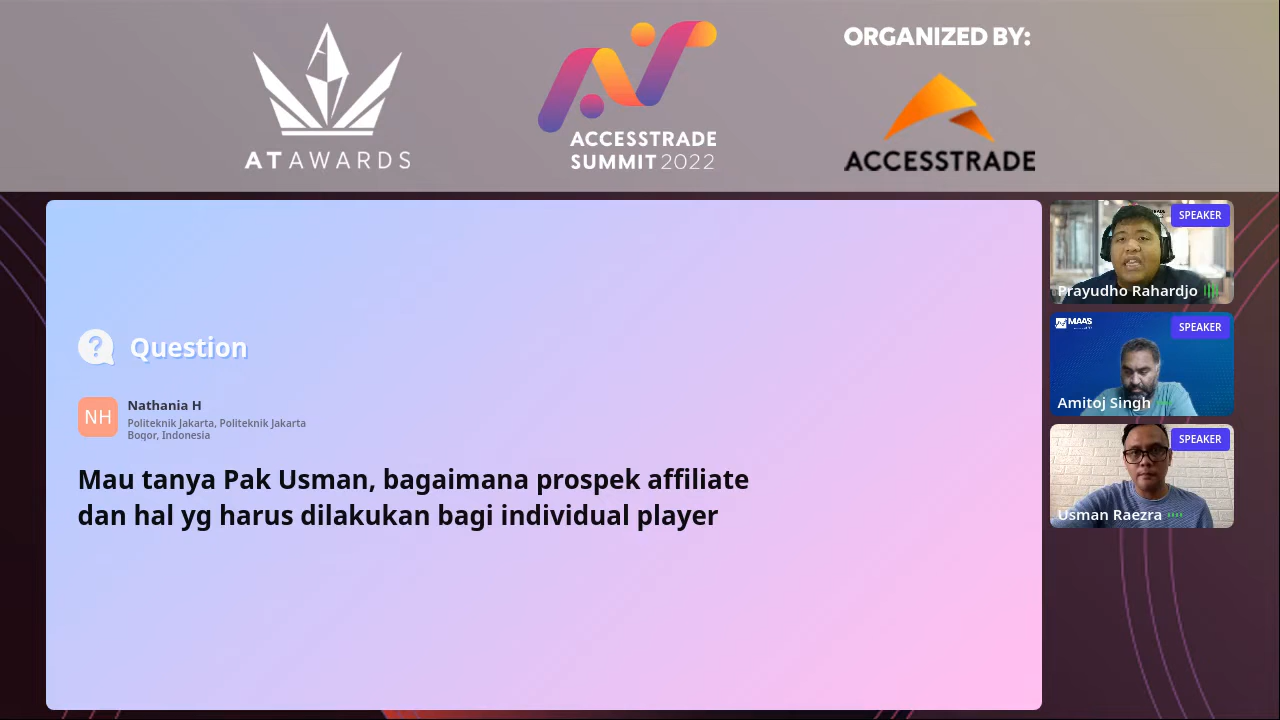 ATAWARDS
ACCESSTRADE
SUMMIT 2022
ORGANIZED BY:
ACCESSTRADE
Question
NH
Nathania H
Politeknik Jakarta, Politeknik Jakarta
Bogor, Indonesia
Mau tanya Pak Usman, bagaimana prospek affiliate
dan hal yg harus dilakukan bagi individual player
SPEAKER
Prayudho Rahardjo
MAAS
SPEAKER
Amitoj Singh
SPEAKER
Usman Raezra